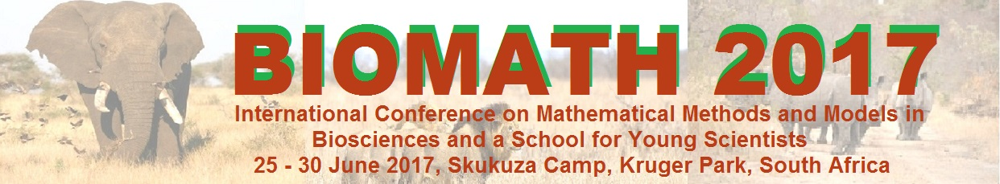 BIOMATH 2017
International Conference on Mathematical Methods and Models in
Biosciences and a School for Young Scientists
25 - 30 June 2017, Skukuza Camp, Kruger Park, South Africa